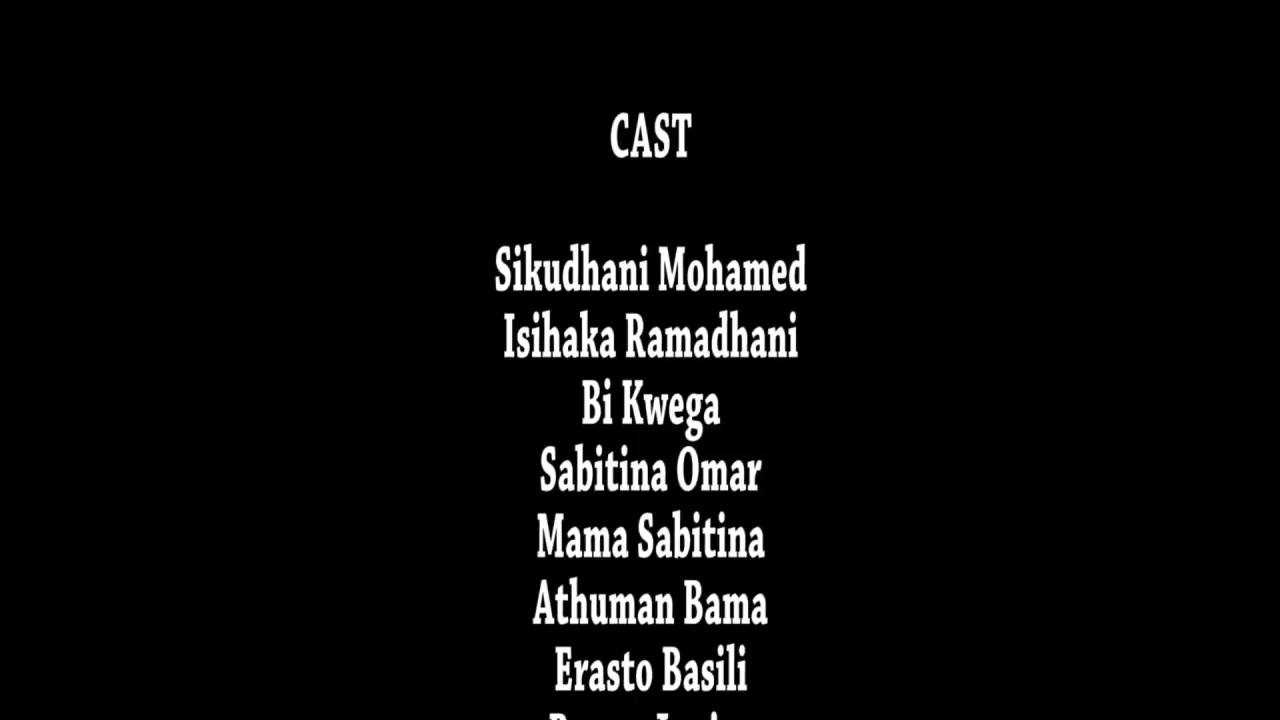 CAST
Sikudhani Mohamed
Isihaka Ramadhani
Bi Kwega
Sabitina Omar
Mama Sabitina
Athuman Bama
Erasto Basili